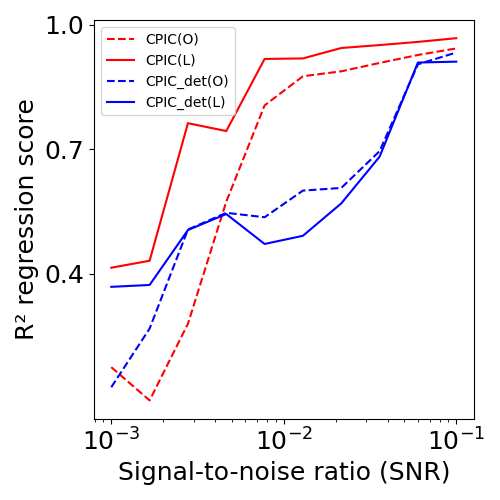 1.0
CPIC(O)
CPIC(L)
CPIC_det(O)
CPIC_det(L)
0.7
0.4
R² regression score
10⁻³
10⁻²
10⁻¹
Signal-to-noise ratio (SNR)